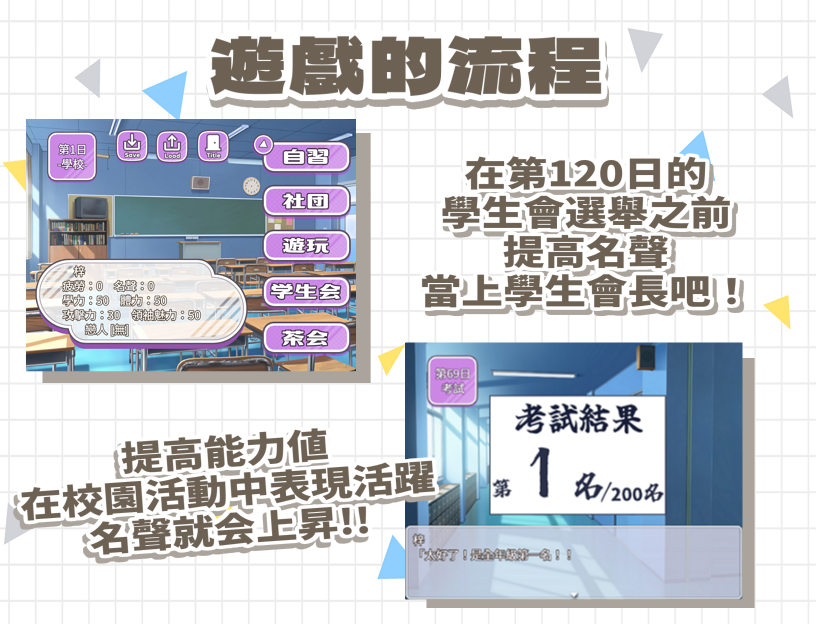 遊戲的流程
第1日
學校
Save
Load
Title
自習
社団
遊玩
学生会
茶会
梓
疲勞：0　名聲：0
學力：50　體力：50
攻擊力：30　領袖魅力：50
戀人 [無]
在第120日的
學生會選舉之前
提高名聲
當上學生會長吧！
提高能力値
在校園活動中表現活躍
名聲就会上昇!!
第69日
考試
考試結果
第1名/200名
梓
「太好了！是全年級第一名！！